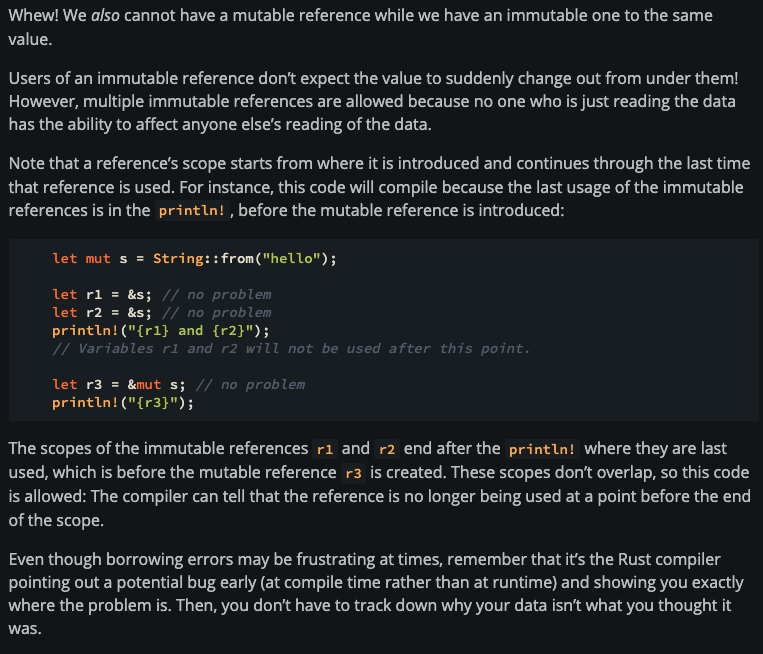 Whew! We also cannot have a mutable reference while we have an immutable one to the same
value.
Users of an immutable reference don’t expect the value to suddenly change out from under them!
However, multiple immutable references are allowed because no one who is just reading the data
has the ability to affect anyone else’s reading of the data.
Note that a reference’s scope starts from where it is introduced and continues through the last time
that reference is used. For instance, this code will compile because the last usage of the immutable
references is in the println!, before the mutable reference is introduced:
let mut s = String::from("hello");
let r1 = &s; // no problem
let r2 = &s; // no problem
println!("{r1} and {r2}");
// Variables r1 and r2 will not be used after this point.
let r3 = &mut s; // no problem
println!("{r3}");
The scopes of the immutable references r1 and r2 end after the println! where they are last
used, which is before the mutable reference r3 is created. These scopes don’t overlap, so this code
is allowed: The compiler can tell that the reference is no longer being used at a point before the end
of the scope.
Even though borrowing errors may be frustrating at times, remember that it’s the Rust compiler
pointing out a potential bug early (at compile time rather than at runtime) and showing you exactly
where the problem is. Then, you don’t have to track down why your data isn’t what you thought it
was.